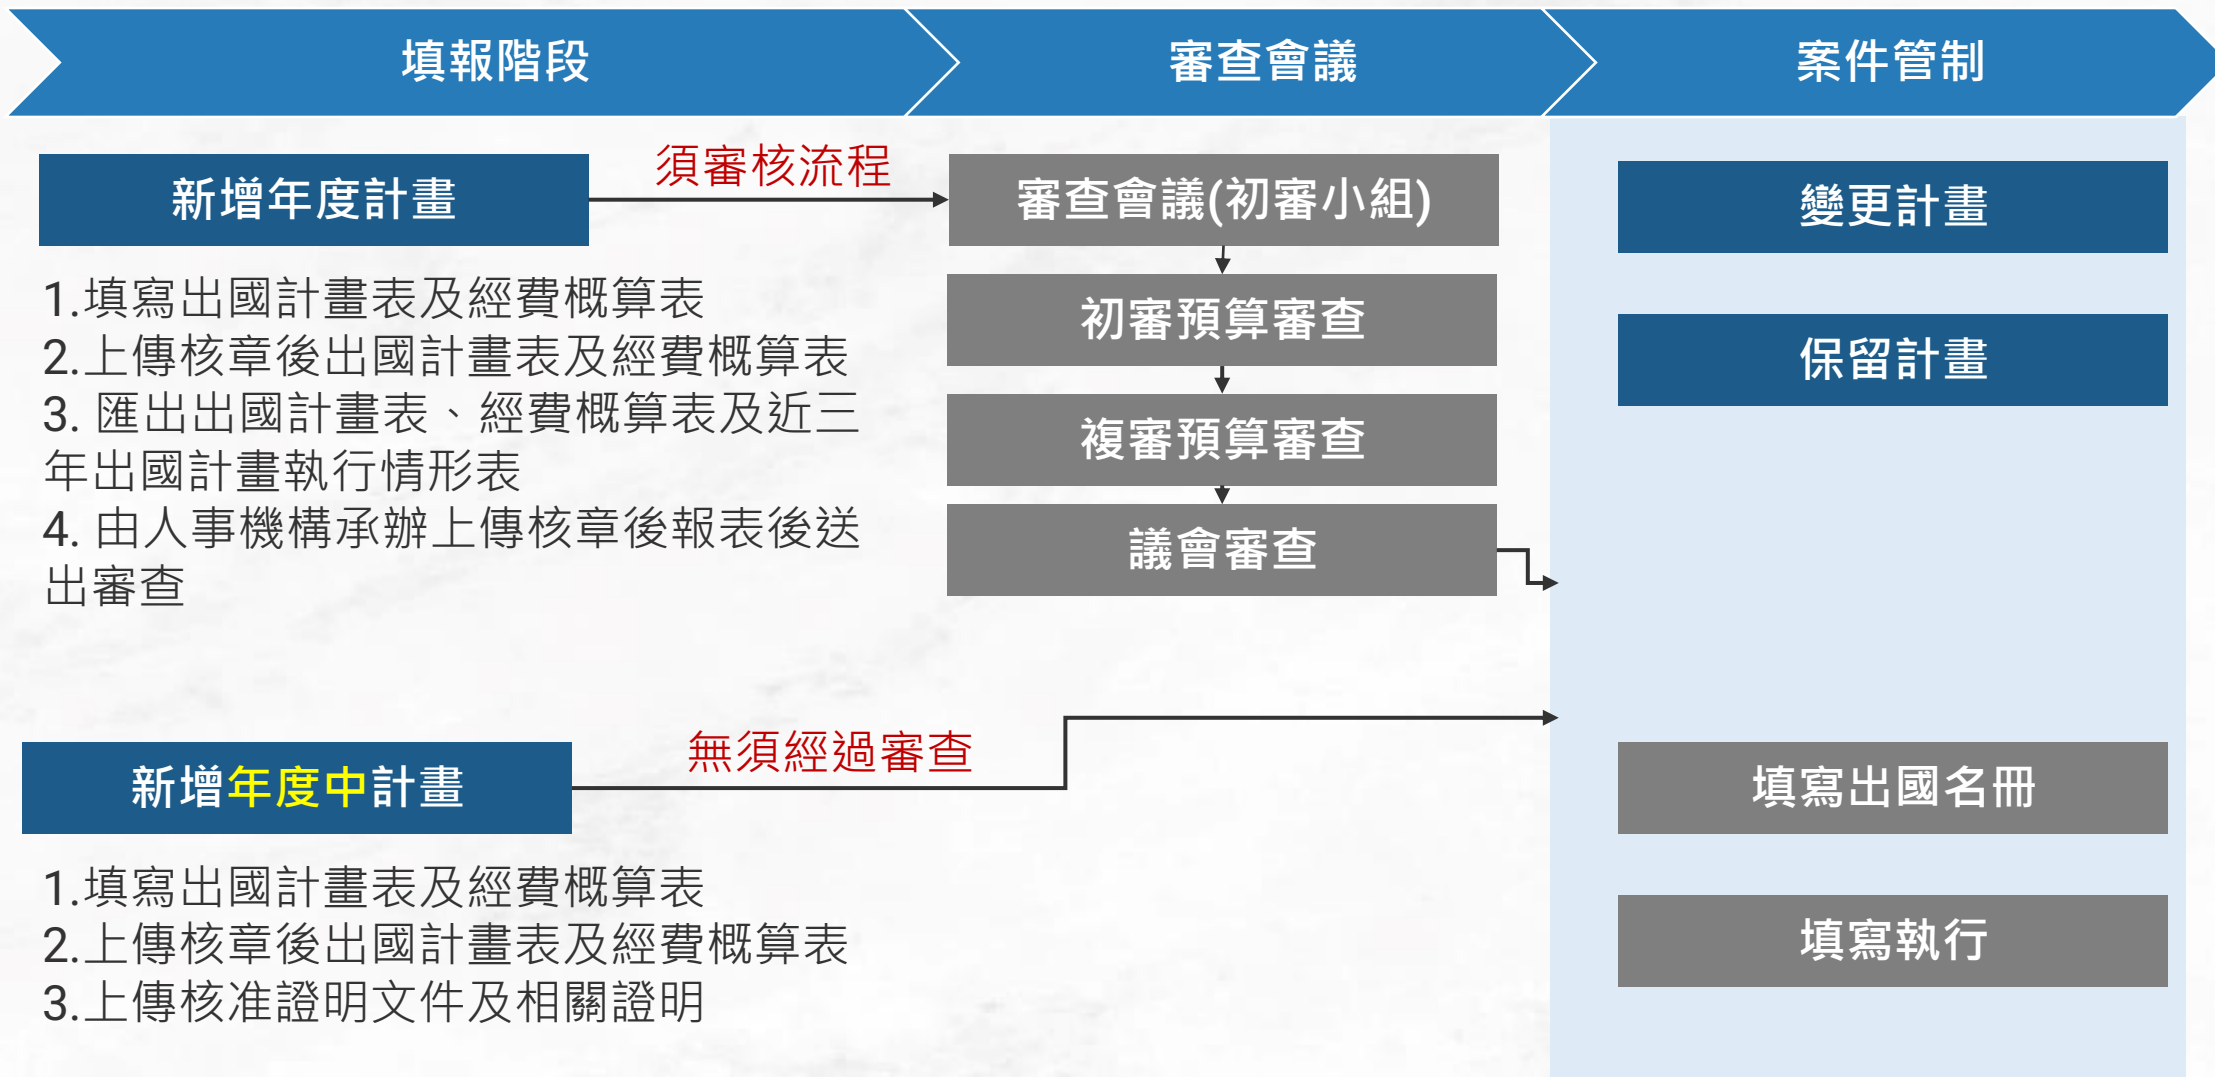 填報階段
審查會議
案件管制
新增年度計畫
須審核流程
審查會議(初審小組)
變更計畫
1.填寫出國計畫表及經費概算表
2.上傳核章後出國計畫表及經費概算表
3. 匯出出國計畫表、經費概算表及近三
年出國計畫執行情形表
4. 由人事機構承辦上傳核章後報表後送
出審查
初審預算審查
複審預算審查
議會審查
保留計畫
新增年度中計畫
無須經過審查
填寫出國名冊
1.填寫出國計畫表及經費概算表
2.上傳核章後出國計畫表及經費概算表
3.上傳核准證明文件及相關證明
填寫執行